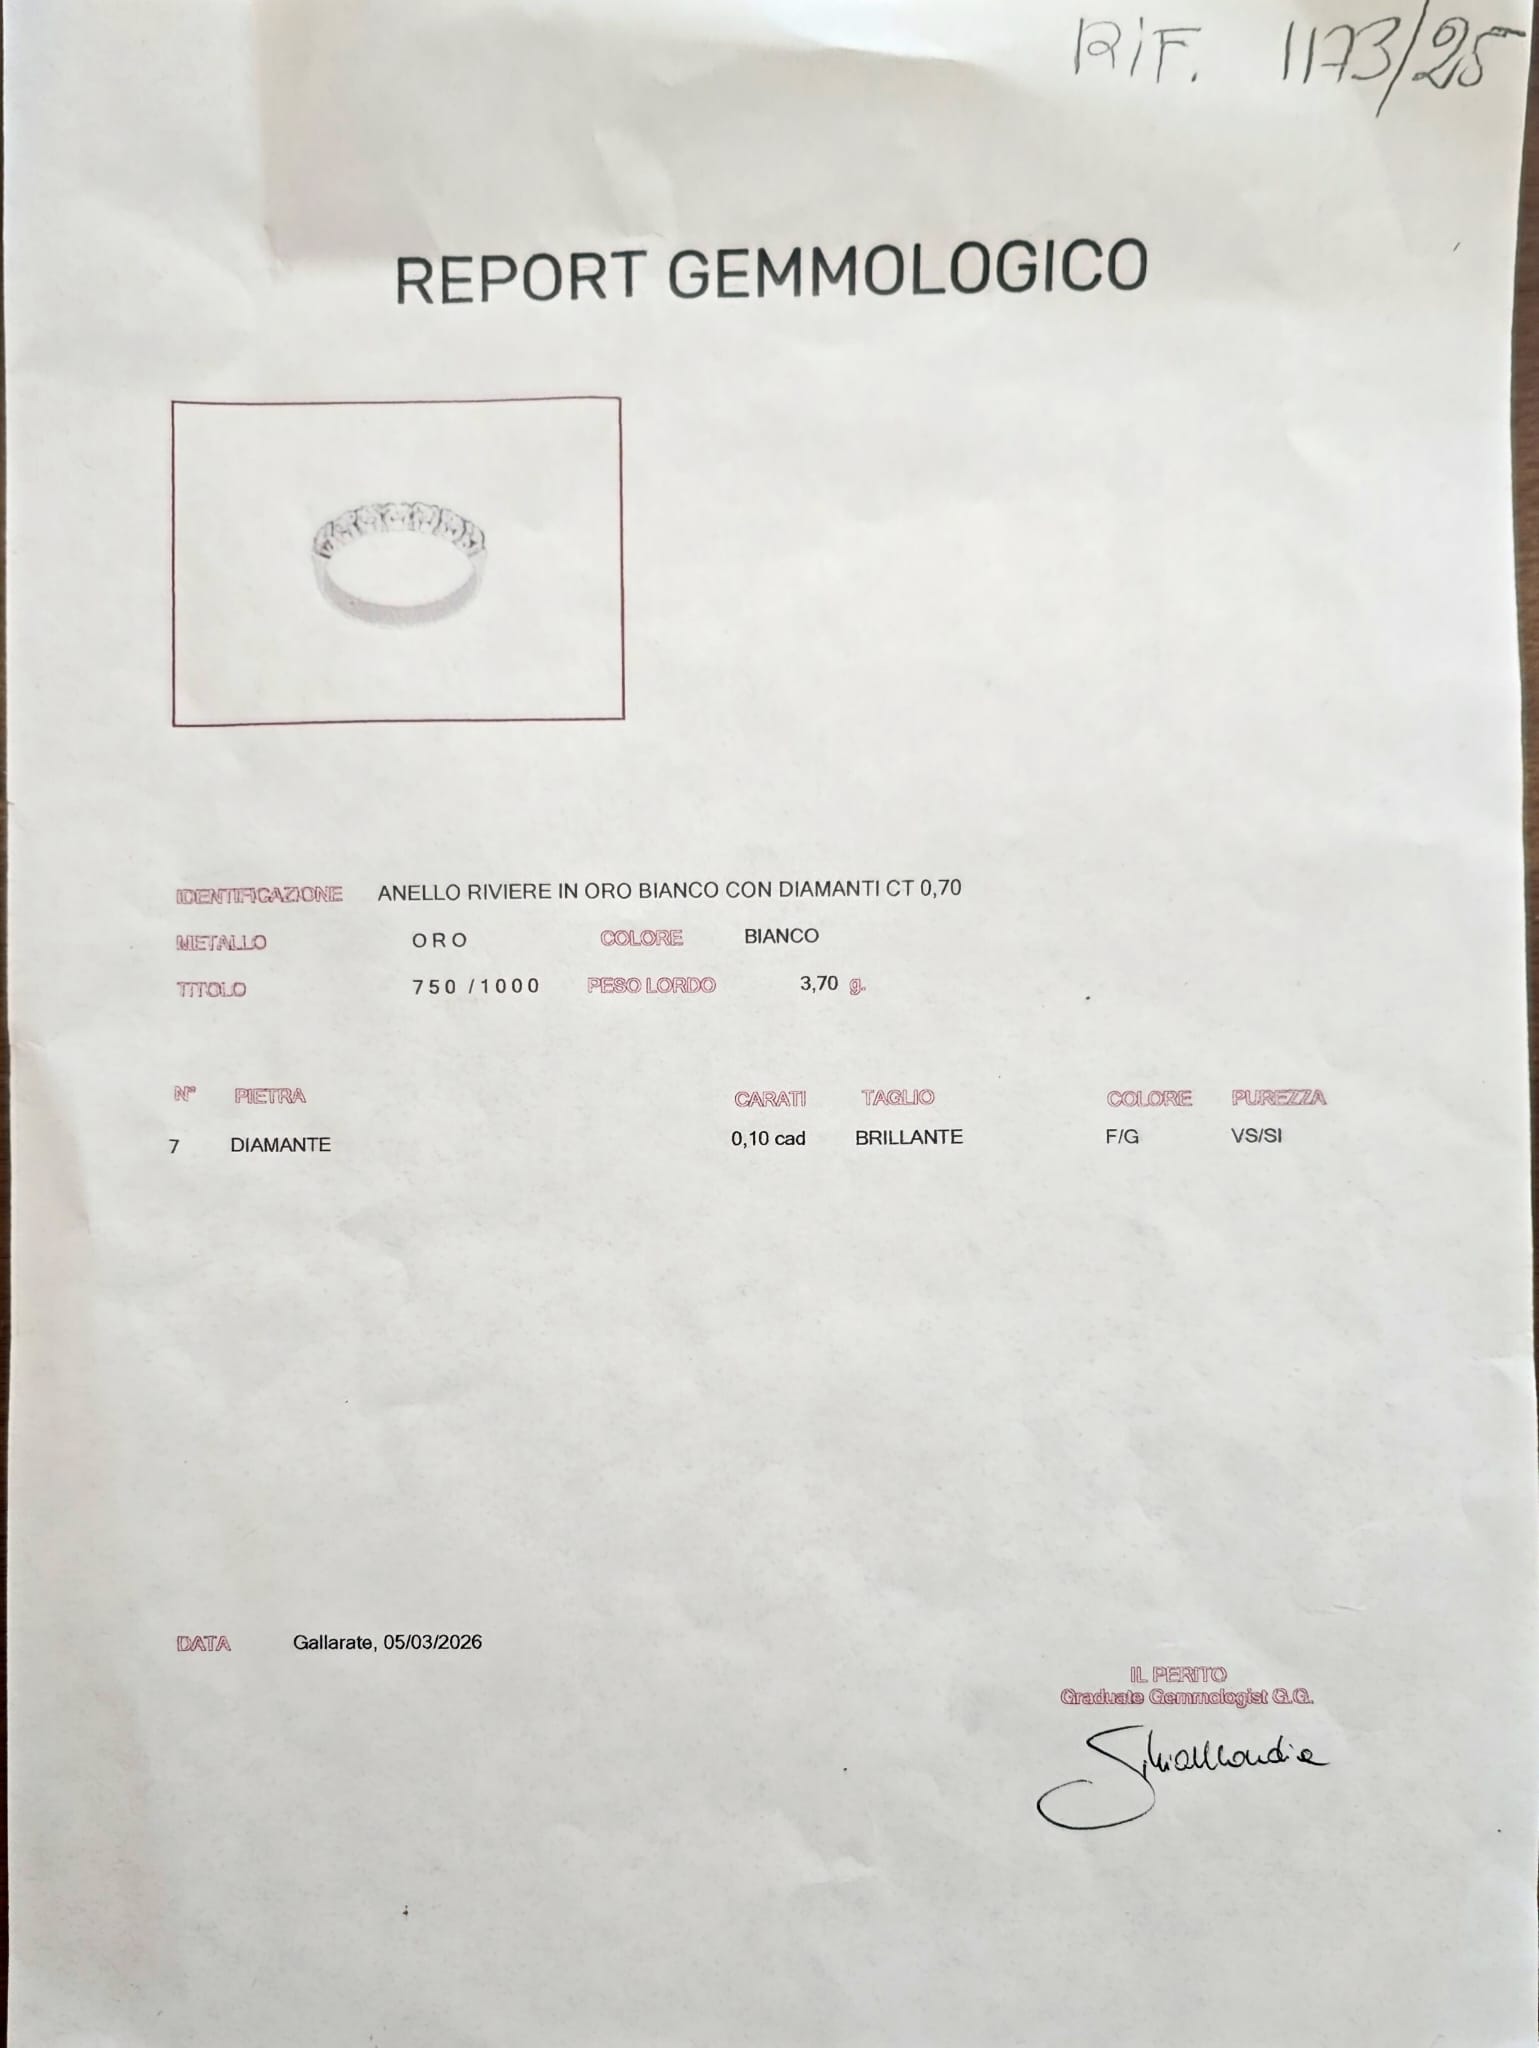 RIF. 1173/25
REPORT GEMMOLOGICO
IDENTIFICAZIONE ANELLO RIVIERE IN ORO BIANCO CON DIAMANTI CT 0,70
METALLO ORO COLORE BIANCO
TITOLO 750 /1000 PESO LORDO 3,70 g.
N° PIETRA CARATI TAGLIO COLORE PUREZZA
7 DIAMANTE 0,10 cad BRILLANTE F/G VS/SI
DATA Gallarate, 05/03/2026
IL PERITO
Graduate Gemmologist G.G.